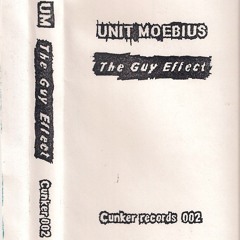 UM
The Guy Effect
Cunker 002
UNIT MOEBIUS
The Guy Effect
Cunker records 002